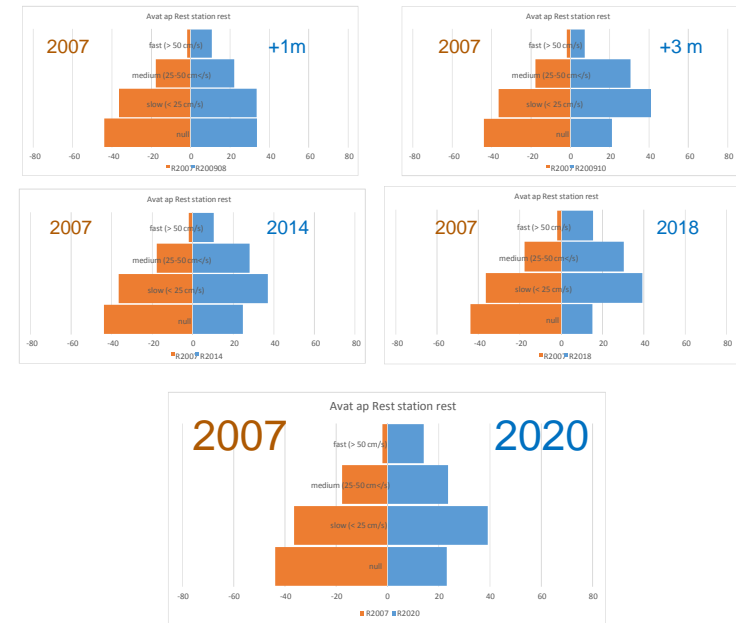 Avat ap Rest station rest
2007 +1m
fast (> 50 cm/s)
medium (25-50 cm</s)
slow (< 25 cm/s)
null
-80 -60 -40 -20 0 20 40 60 80
R2007 R200908
Avat ap Rest station rest
2007 +3 m
fast (> 50 cm/s)
medium (25-50 cm</s)
slow (< 25 cm/s)
null
-80 -60 -40 -20 0 20 40 60 80
R2007 R200910
Avat ap Rest station rest
2007 2014
fast (> 50 cm/s)
medium (25-50 cm</s)
slow (< 25 cm/s)
null
-80 -60 -40 -20 0 20 40 60 80
R2007 R2014
Avat ap Rest station rest
2007 2018
fast (> 50 cm/s)
medium (25-50 cm</s)
slow (< 25 cm/s)
null
-80 -60 -40 -20 0 20 40 60 80
R2007 R2018
Avat ap Rest station rest
2007 2020
fast (> 50 cm/s)
medium (25-50 cm</s)
slow (< 25 cm/s)
null
-80 -60 -40 -20 0 20 40 60 80
R2007 R2020